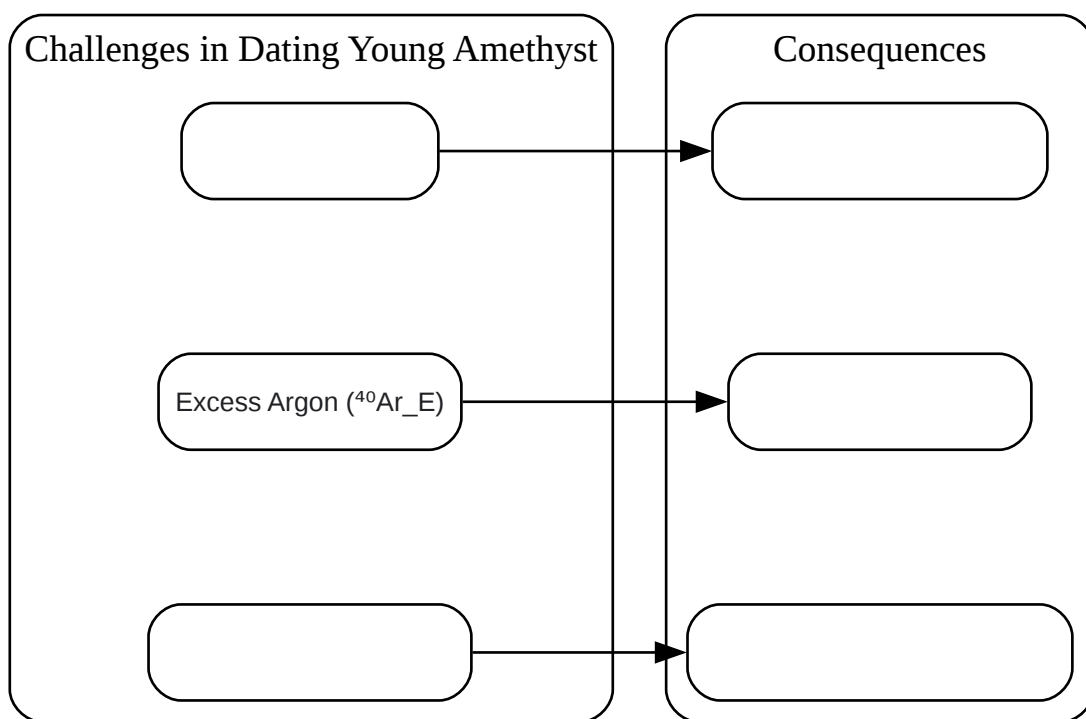 Challenges in Dating Young Amethyst
Consequences
Excess Argon (⁴⁰Ar_E)